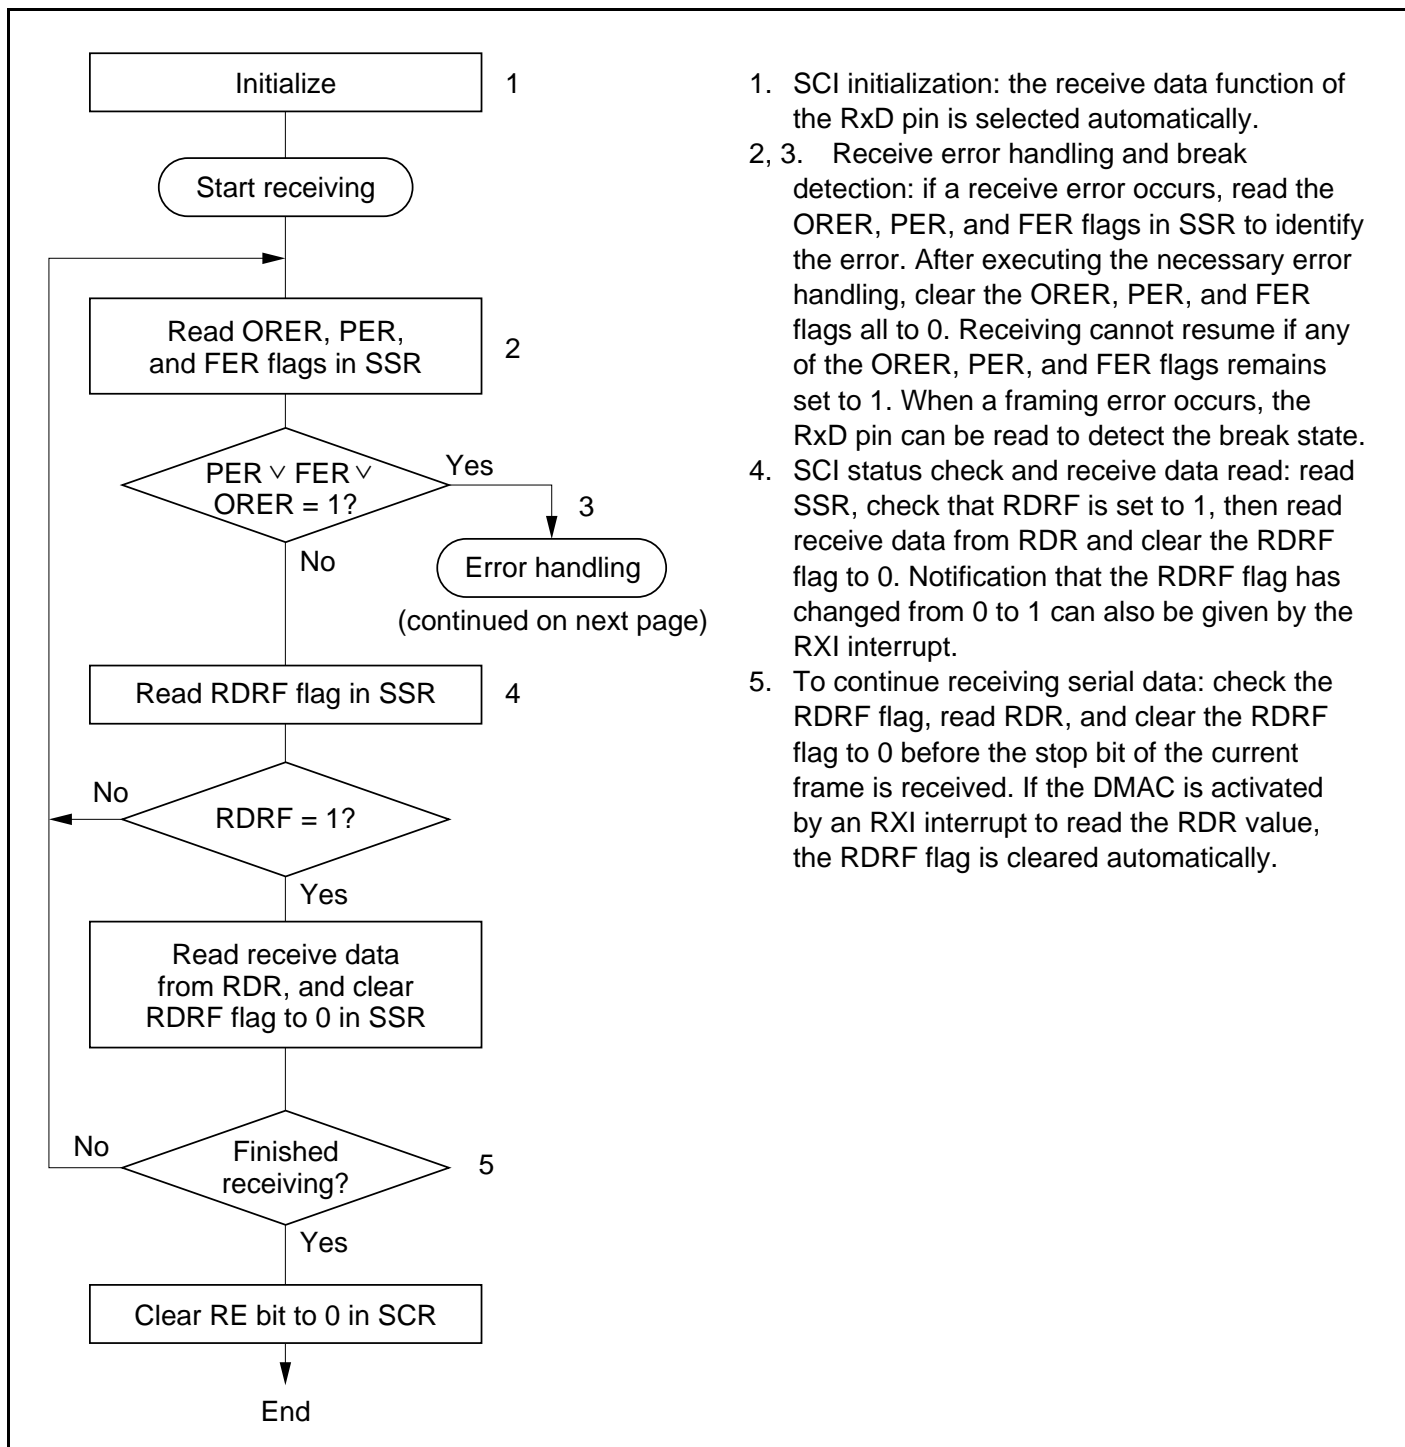 Initialize
1
Start receiving
Read ORER, PER,
and FER flags in SSR
2
PER ∨ FER ∨
ORER = 1?
Yes
3
No
Error handling
(continued on next page)
Read RDRF flag in SSR
4
No
RDRF = 1?
Yes
Read receive data
from RDR, and clear
RDRF flag to 0 in SSR
No
Finished
receiving?
5
Yes
Clear RE bit to 0 in SCR
End
1. SCI initialization: the receive data function of
the RxD pin is selected automatically.
2, 3. Receive error handling and break
detection: if a receive error occurs, read the
ORER, PER, and FER flags in SSR to identify
the error. After executing the necessary error
handling, clear the ORER, PER, and FER
flags all to 0. Receiving cannot resume if any
of the ORER, PER, and FER flags remains
set to 1. When a framing error occurs, the
RxD pin can be read to detect the break state.
4. SCI status check and receive data read: read
SSR, check that RDRF is set to 1, then read
receive data from RDR and clear the RDRF
flag to 0. Notification that the RDRF flag has
changed from 0 to 1 can also be given by the
RXI interrupt.
5. To continue receiving serial data: check the
RDRF flag, read RDR, and clear the RDRF
flag to 0 before the stop bit of the current
frame is received. If the DMAC is activated
by an RXI interrupt to read the RDR value,
the RDRF flag is cleared automatically.